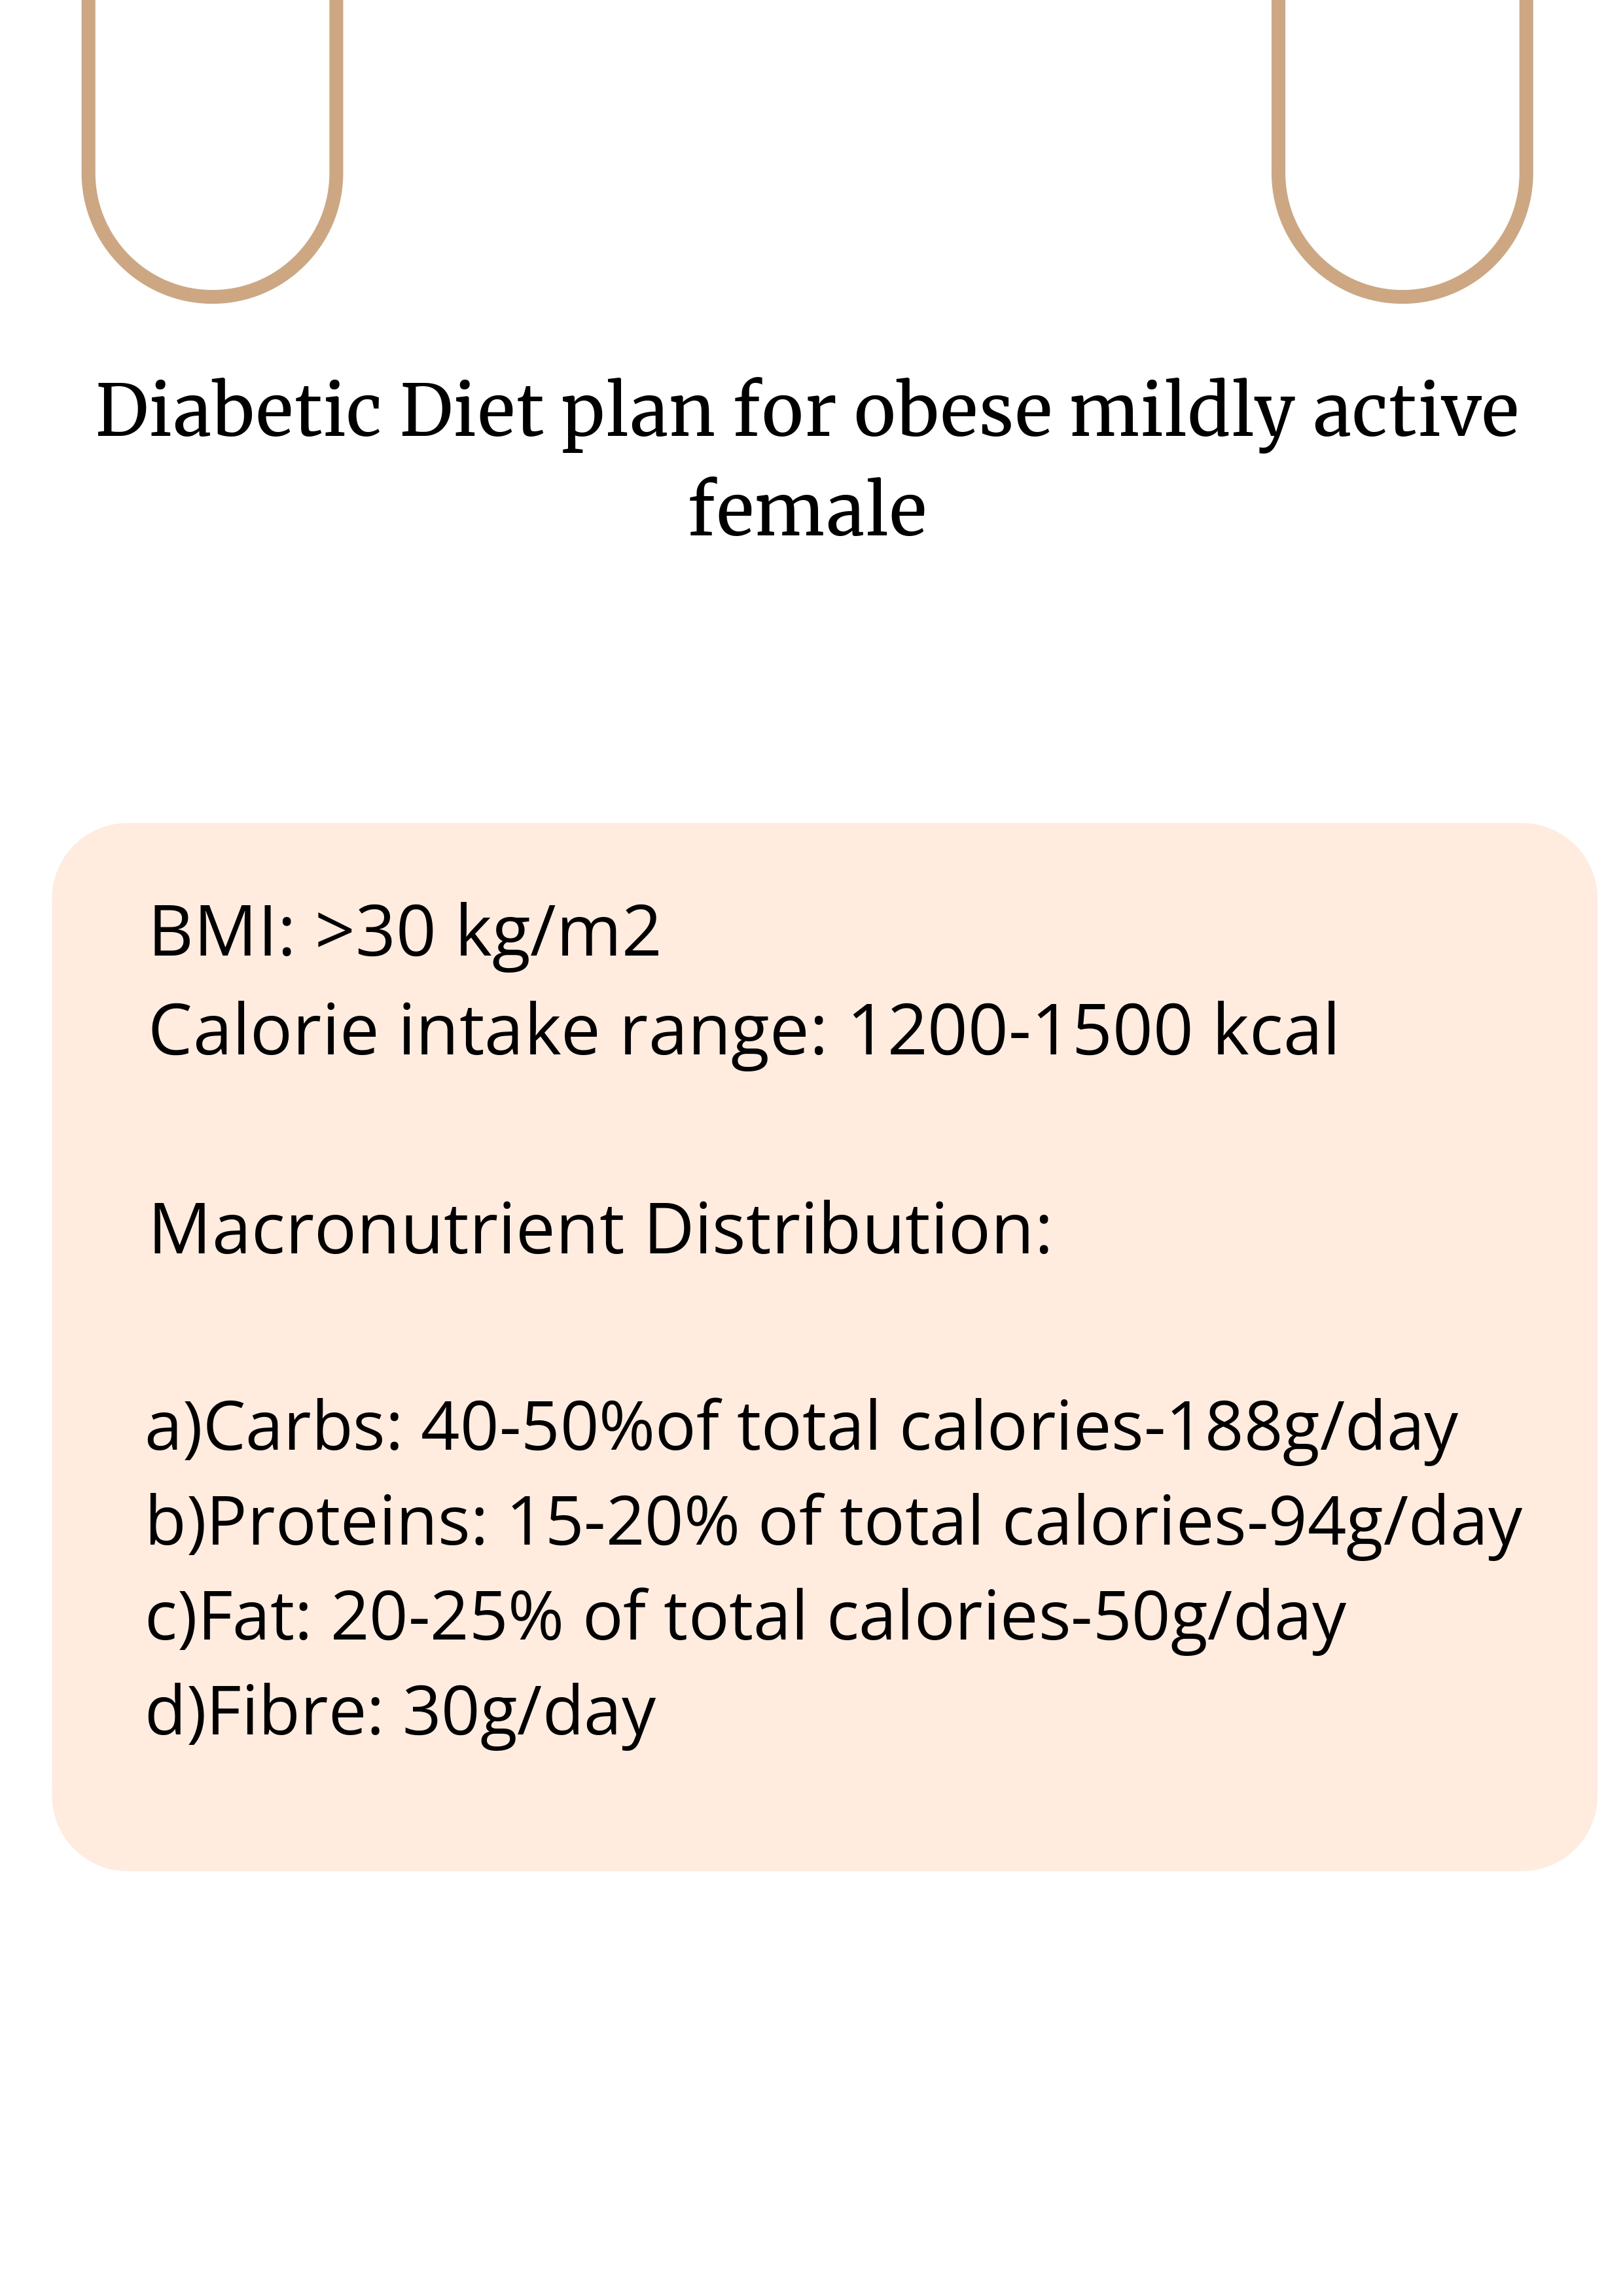 Diabetic Diet plan for obese mildly active
female
BMI: >30 kg/m2
Calorie intake range: 1200-1500 kcal
Macronutrient Distribution:
a)Carbs: 40-50%of total calories-188g/day
b)Proteins: 15-20% of total calories-94g/day
c)Fat: 20-25% of total calories-50g/day
d)Fibre: 30g/day